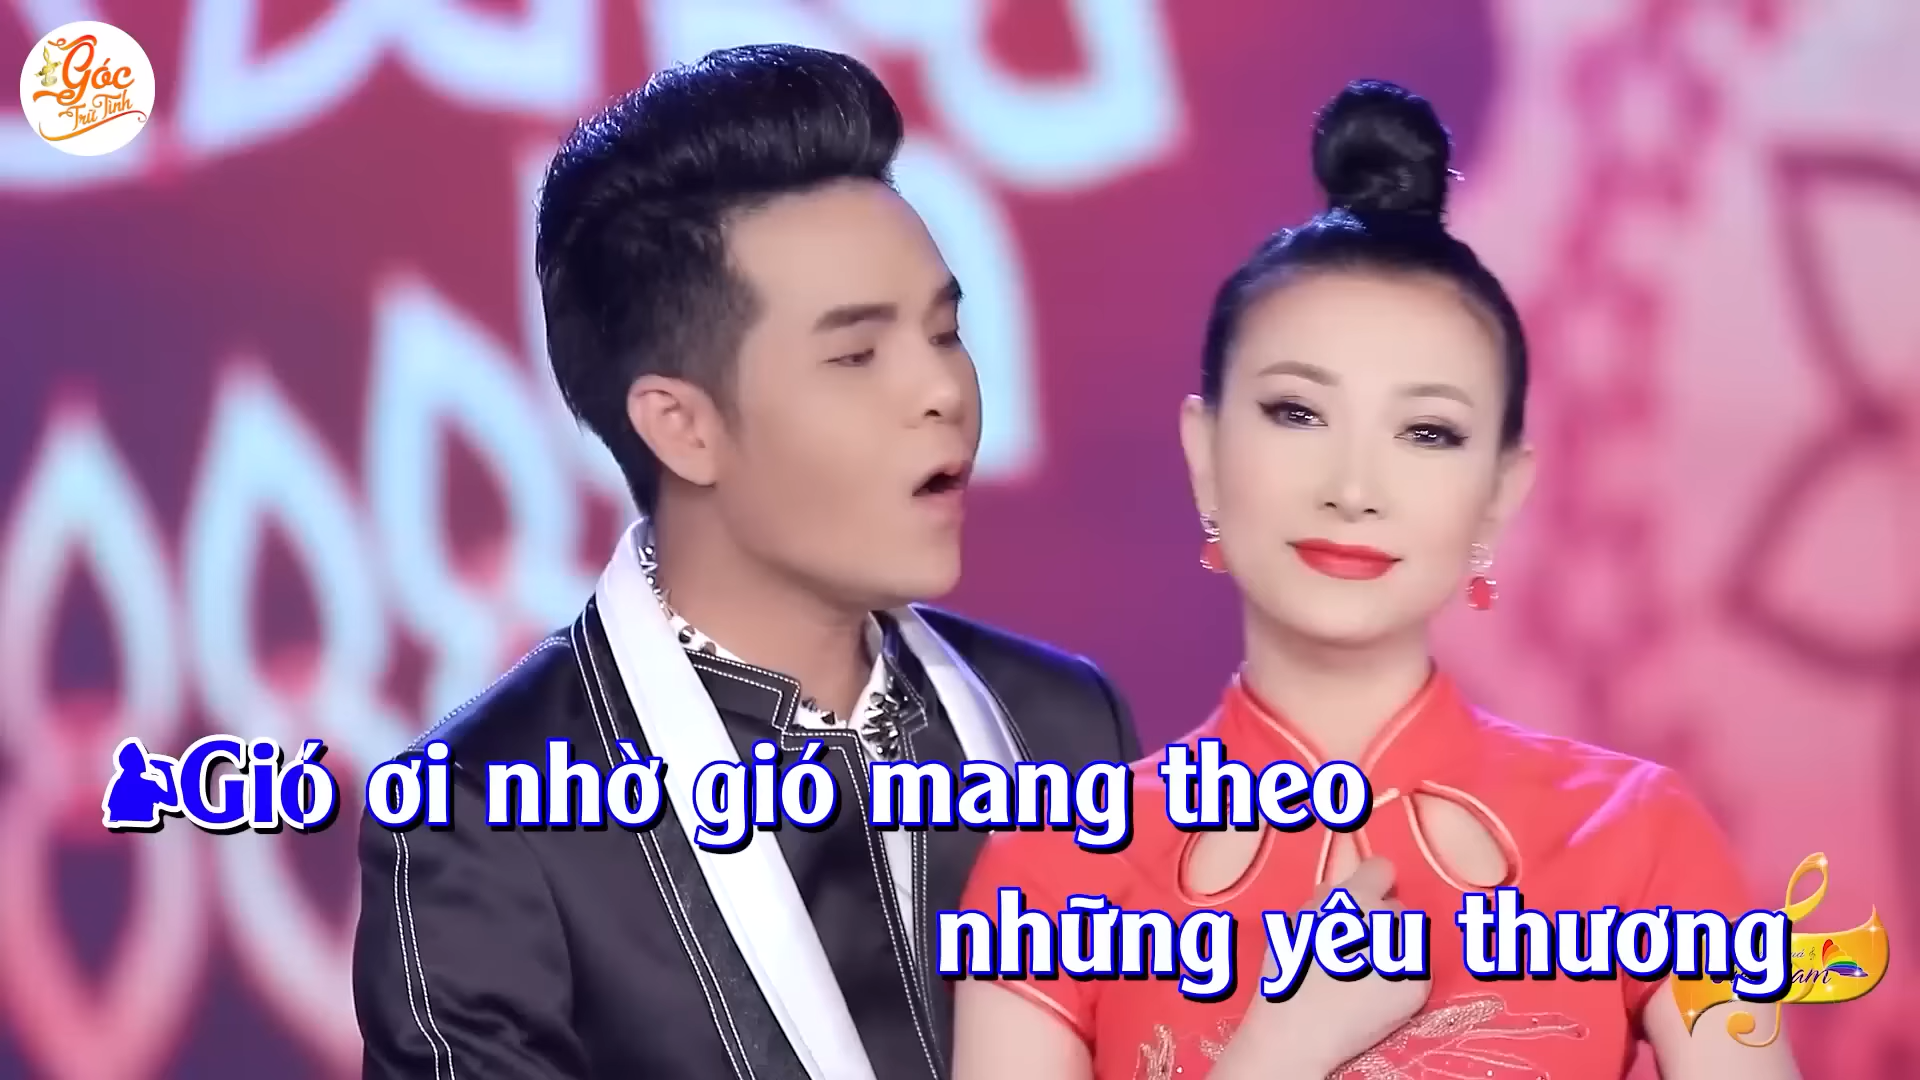 Góc
Trữ Tình
Gió ơi nhờ gió mang theo
những yêu thương